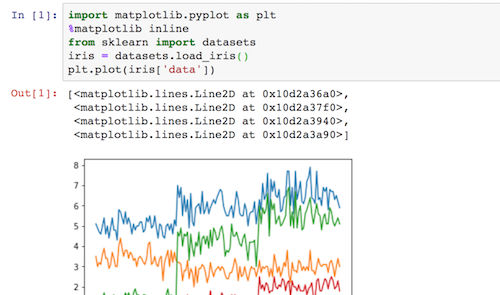 In [1]: import matplotlib.pyplot as plt
%matplotlib inline
from sklearn import datasets
iris = datasets.load_iris()
plt.plot(iris['data'])
Out[1]: [<matplotlib.lines.Line2D at 0x10d2a36a0>,
<matplotlib.lines.Line2D at 0x10d2a37f0>,
<matplotlib.lines.Line2D at 0x10d2a3940>,
<matplotlib.lines.Line2D at 0x10d2a3a90>]
8
7
6
5
4
3
2